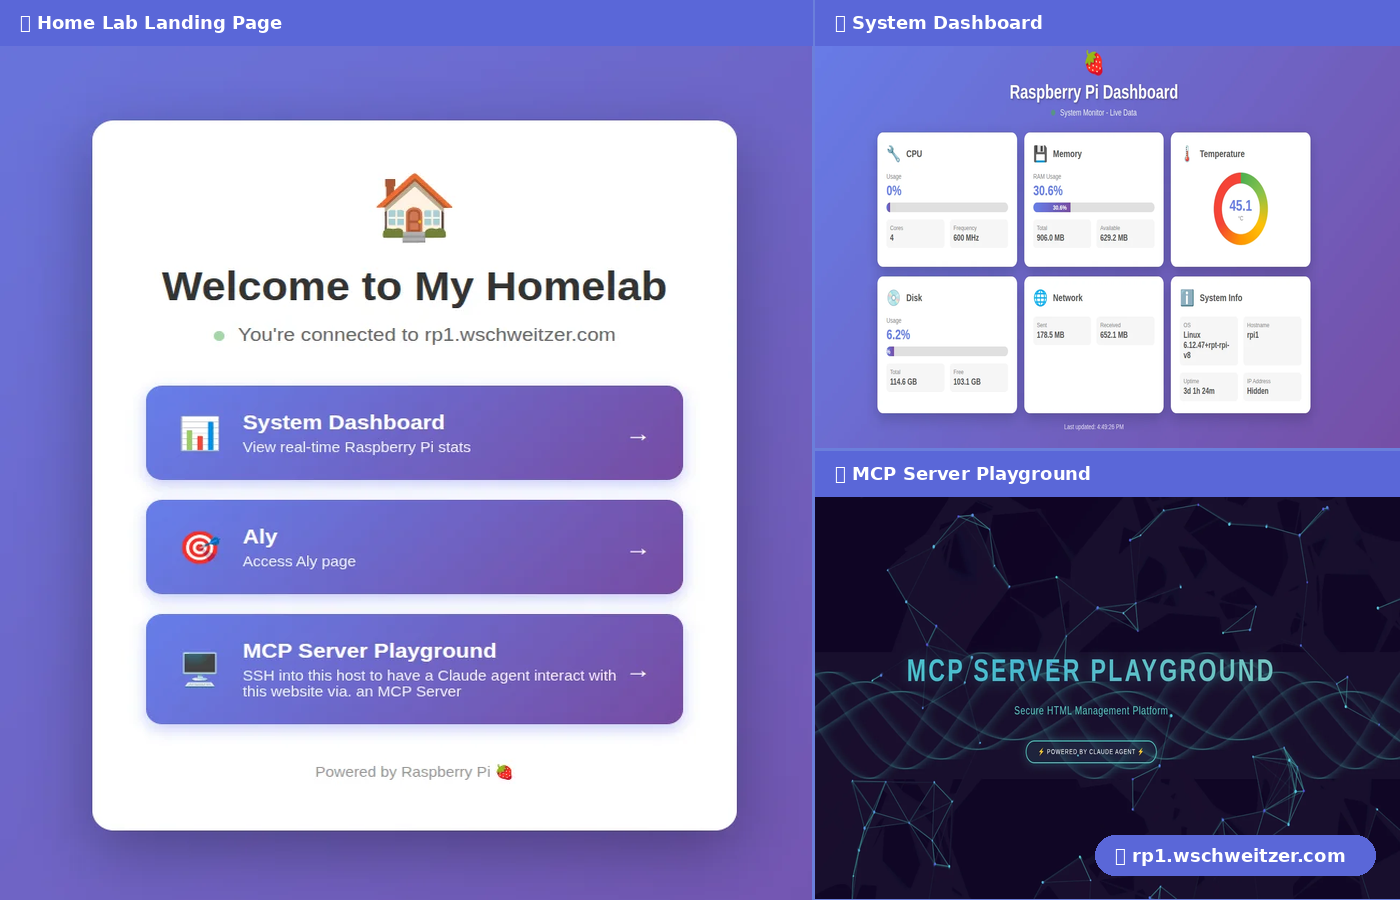 Home Lab Landing Page
Welcome to My Homelab
You're connected to rp1.wschweitzer.com
System Dashboard
View real-time Raspberry Pi stats
→
Aly
Access Aly page
→
MCP Server Playground
SSH into this host to have a Claude agent interact with
this website via. an MCP Server
→
Powered by Raspberry Pi
System Dashboard
Raspberry Pi Dashboard
System Monitor - Live Data
CPU
Usage
0%
Cores
4
Frequency
600 MHz
Memory
RAM Usage
30.6%
30.6%
Total
906.0 MB
Available
629.2 MB
Temperature
45.1
°C
Disk
Usage
6.2%
Total
114.6 GB
Free
103.1 GB
Network
Sent
178.5 MB
Received
652.1 MB
System Info
OS
Linux
6.12.47+rpt-rpi-
v8
Hostname
rpi1
Uptime
3d 1h 24m
IP Address
Hidden
Last updated: 4:49:26 PM
MCP Server Playground
MCP SERVER PLAYGROUND
Secure HTML Management Platform
⚡ POWERED BY CLAUDE AGENT ⚡
rp1.wschweitzer.com